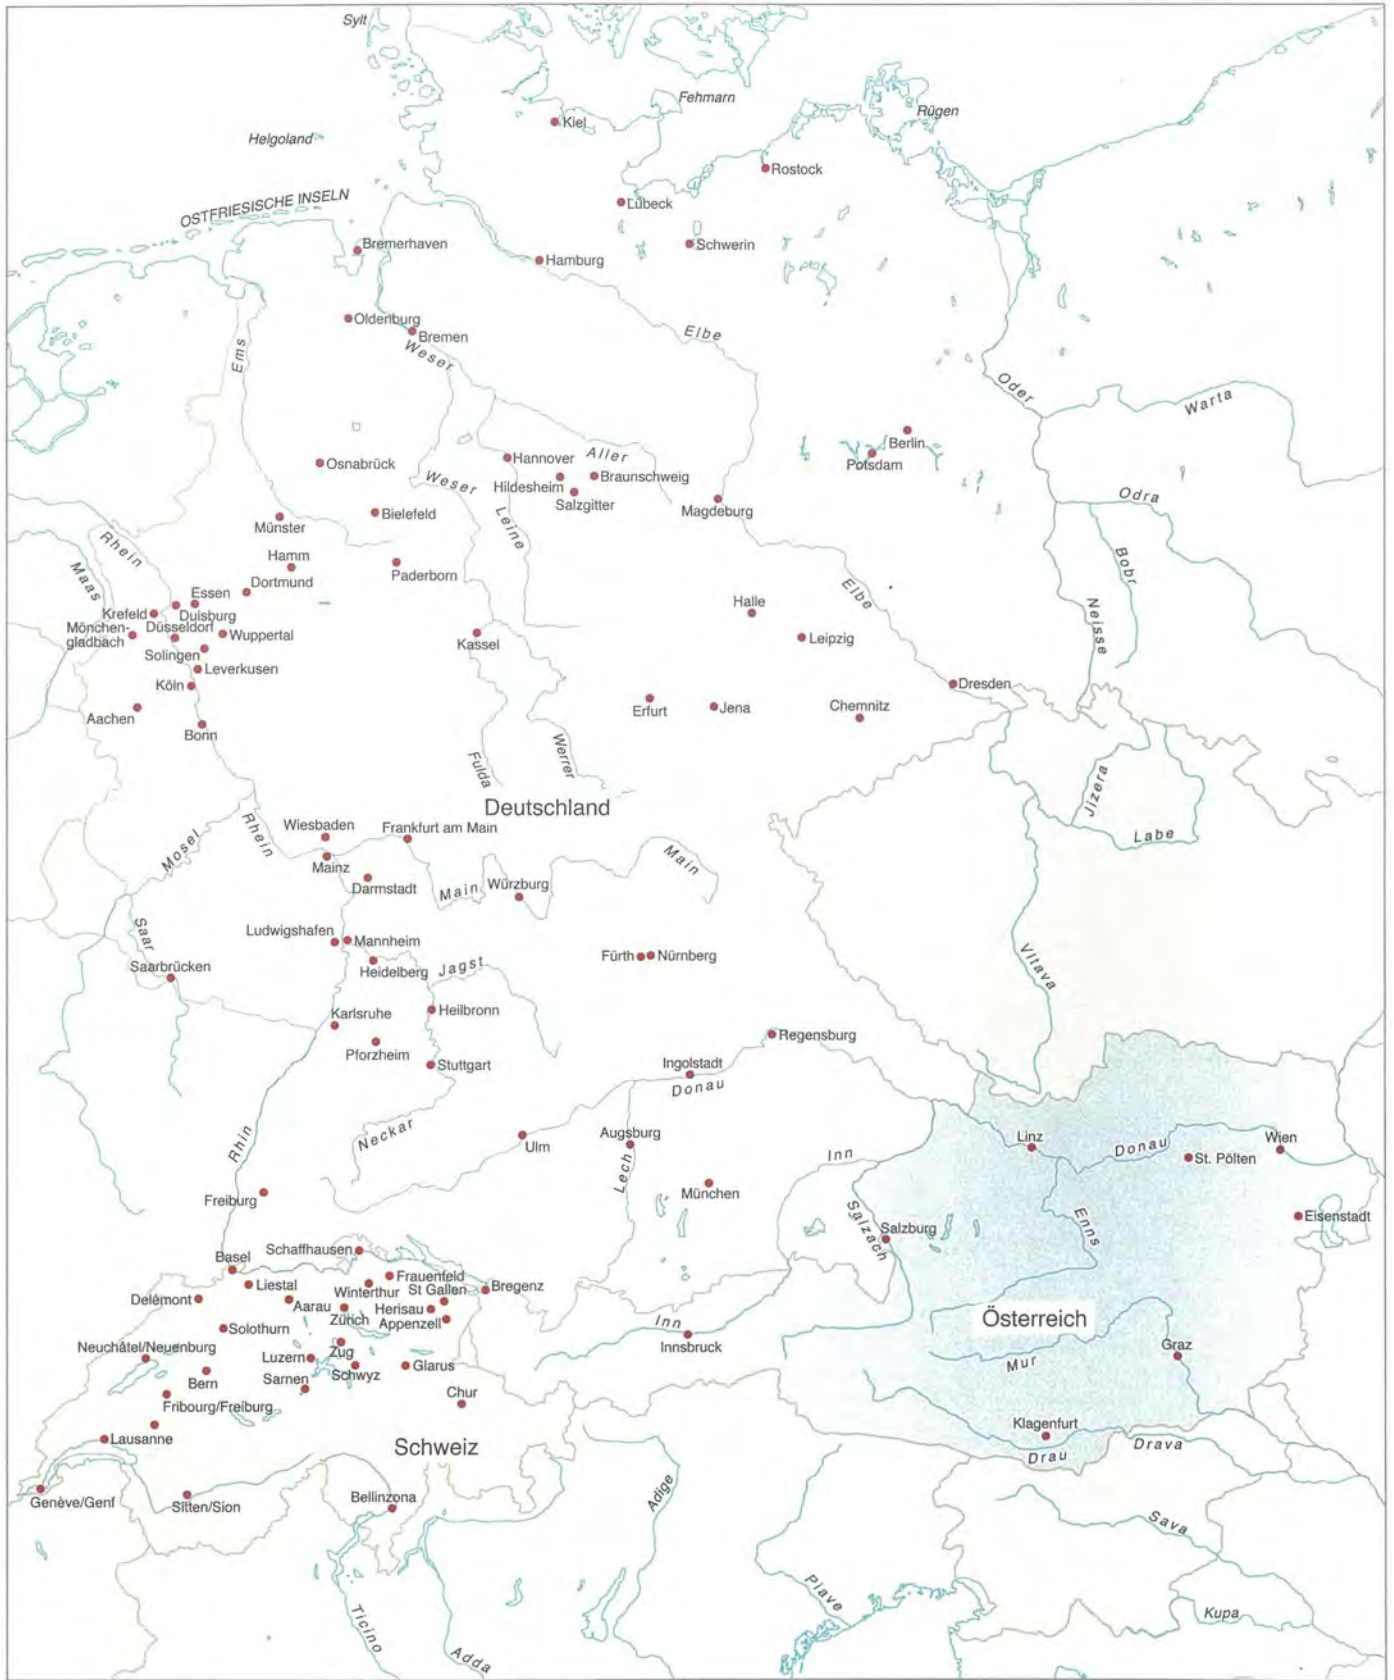 Sylt
Fehmarn
Rügen
Kiel
Helgoland
Rostock
OSTFRIESISCHE INSELN
Lübeck
Bremerhaven
Schwerin
Hamburg
Oldenburg
Bremen
Elbe
Ems
Weser
Oder
Warta
Berlin
Hannover
Aller
Osnabrück
Potsdam
Weser
Hildesheim
Braunschweig
Salzgitter
Odra
Magdeburg
Bielefeld
Münster
Leine
Rhein
Hamm
Bobr
Maas
Dortmund
Paderborn
Essen
Elbe
Krefeld
Duisburg
Halle
Neisse
Mönchen-
gladbach
Düsseldorf
Wuppertal
Kassel
Leipzig
Solingen
Leverkusen
Köln
Dresden
Aachen
Erfurt
Jena
Chemnitz
Bonn
Fulda
Werrer
Jizera
Deutschland
Mosel
Rhein
Wiesbaden
Frankfurt am Main
Labe
Mainz
Main
Darmstadt
Main
Würzburg
Saar
Ludwigshafen
Mannheim
Fürth
Nürnberg
Vltava
Saarbrücken
Heidelberg
Jagst
Karlsruhe
Heilbronn
Regensburg
Pforzheim
Stuttgart
Ingolstadt
Donau
Rhin
Neckar
Ulm
Augsburg
Linz
Donau
Wien
Inn
St. Pölten
Lech
Freiburg
München
Salzach
Salzburg
Enns
Eisenstadt
Basel
Schaffhausen
Liestal
Frauenfeld
Winterthur
St Gallen
Bregenz
Delémont
Aarau
Zürich
Herisau
Appenzell
Inn
Österreich
Solothurn
Neuchâtel/Neuenburg
Luzern
Zug
Innsbruck
Graz
Bern
Sarnen
Schwyz
Glarus
Mur
Fribourg/Freiburg
Chur
Lausanne
Klagenfurt
Schweiz
Drau
Drava
Genève/Genf
Sitten/Sion
Bellinzona
Adige
Sava
Ticino
Adda
Piave
Kupa